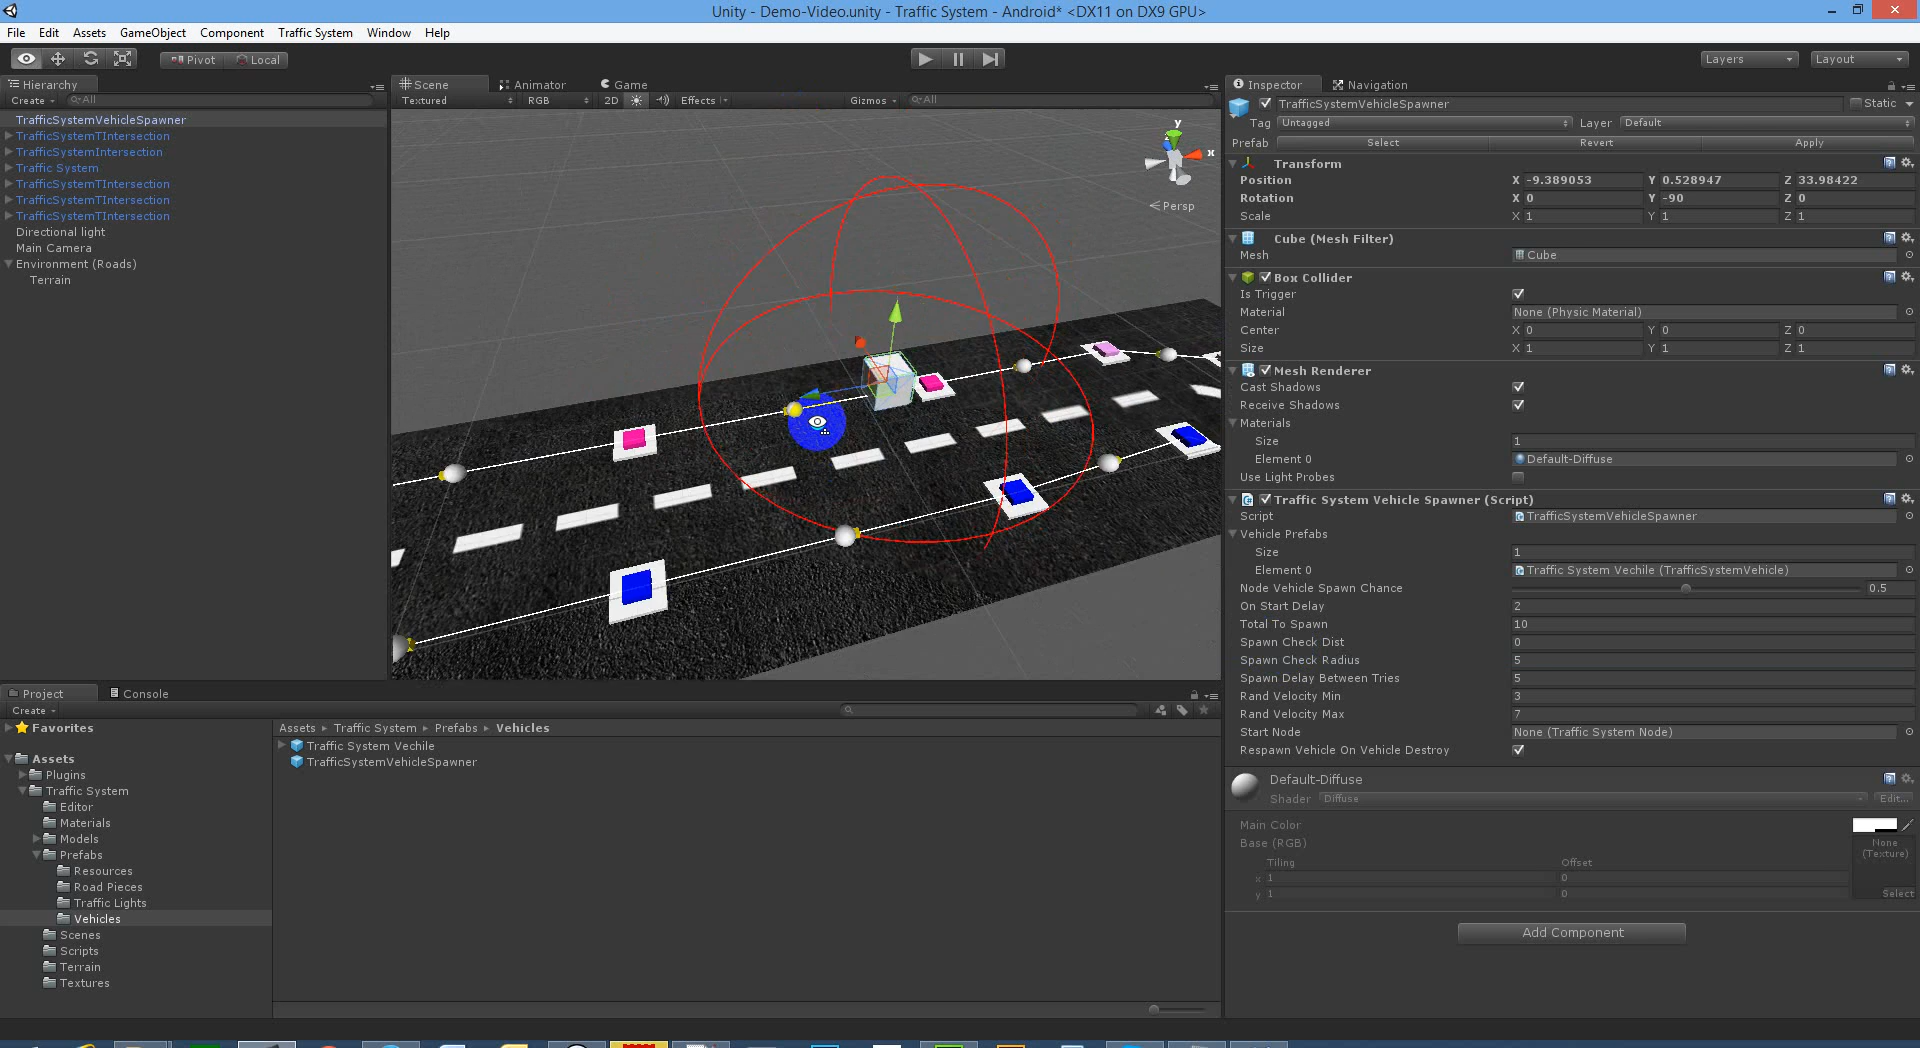 Unity - Demo-Video.unity - Traffic System - Android* <DX11 on DX9 GPU>
File Edit Assets GameObject Component Traffic System Window Help
Pivot Local
Layers Layout
Hierarchy
Create All
TrafficSystemVehicleSpawner
TrafficSystemTIntersection
TrafficSystemIntersection
Traffic System
TrafficSystemTIntersection
TrafficSystemTIntersection
TrafficSystemTIntersection
Directional light
Main Camera
Environment (Roads)
Terrain
Scene Animator Game
Textured RGB 2D Effects Gizmos All
y
x
Persp
Project Console
Create
Favorites
Assets
Plugins
Traffic System
Editor
Materials
Models
Prefabs
Resources
Road Pieces
Traffic Lights
Vehicles
Scenes
Scripts
Terrain
Textures
Assets Traffic System Prefabs Vehicles
Traffic System Vechile
TrafficSystemVehicleSpawner
Inspector Navigation
TrafficSystemVehicleSpawner Static
Tag Untagged Layer Default
Prefab Select Revert Apply
Transform
Position X -9.389053 Y 0.528947 Z 33.98422
Rotation X 0 Y -90 Z 0
Scale X 1 Y 1 Z 1
Cube (Mesh Filter)
Mesh Cube
Box Collider
Is Trigger
Material None (Physic Material)
Center X 0 Y 0 Z 0
Size X 1 Y 1 Z 1
Mesh Renderer
Cast Shadows
Receive Shadows
Materials
Size 1
Element 0 Default-Diffuse
Use Light Probes
Traffic System Vehicle Spawner (Script)
Script TrafficSystemVehicleSpawner
Vehicle Prefabs
Size 1
Element 0 Traffic System Vechile (TrafficSystemVehicle)
Node Vehicle Spawn Chance 0.5
On Start Delay 2
Total To Spawn 10
Spawn Check Dist 0
Spawn Check Radius 5
Spawn Delay Between Tries 5
Rand Velocity Min 3
Rand Velocity Max 7
Start Node None (Traffic System Node)
Respawn Vehicle On Vehicle Destroy
Default-Diffuse
Shader Diffuse Edit...
Main Color
Base (RGB) None
(Texture)
Tiling Offset
x 1 0
y 1 0
Select
Add Component